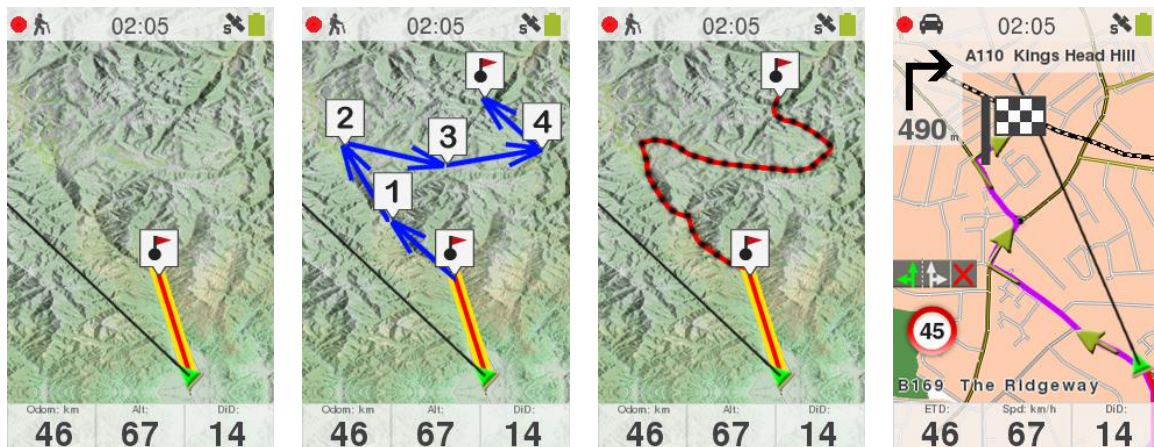 02:05
S
Odom: km
Alt:
DiD:
46
67
14
02:05
S
2
3
4
1
Odom: km
Alt:
DiD:
46
67
14
02:05
S
Odom: km
Alt:
DiD:
46
67
14
02:05
S
A110 Kings Head Hill
490 m
45
B169 The Ridgeway
ETD:
Spd: km/h
DiD:
46
67
14